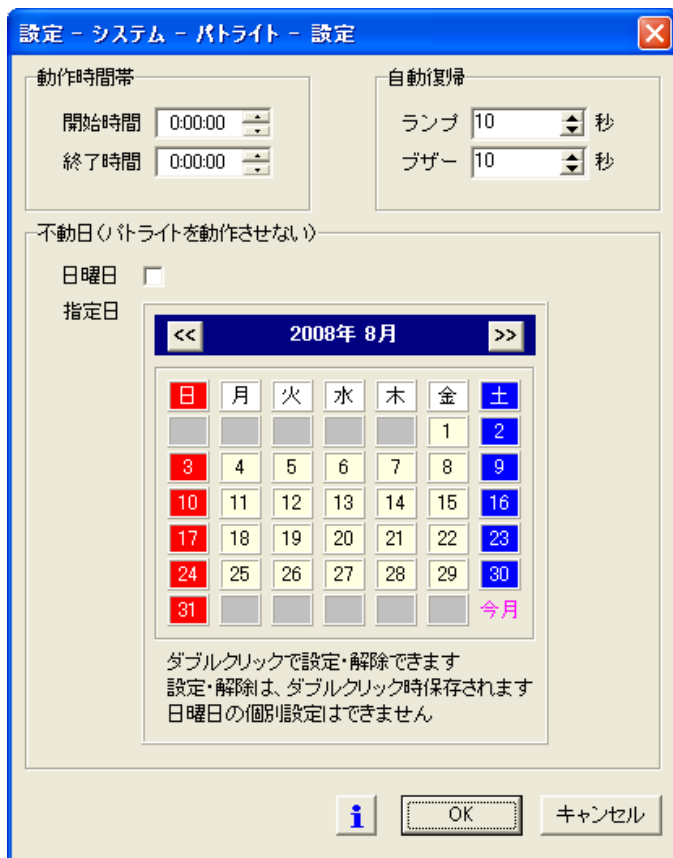 設定 - システム - パトライト - 設定
動作時間帯
開始時間 0:00:00
終了時間 0:00:00
自動復帰
ランプ 10 秒
ブザー 10 秒
不動日(パトライトを動作させない)
日曜日
指定日
<< 2008年 8月 >>
日 月 火 水 木 金 土
1 2
3 4 5 6 7 8 9
10 11 12 13 14 15 16
17 18 19 20 21 22 23
24 25 26 27 28 29 30
31 今月
ダブルクリックで設定・解除できます
設定・解除は、ダブルクリック時保存されます
日曜日の個別設定はできません
i OK キャンセル